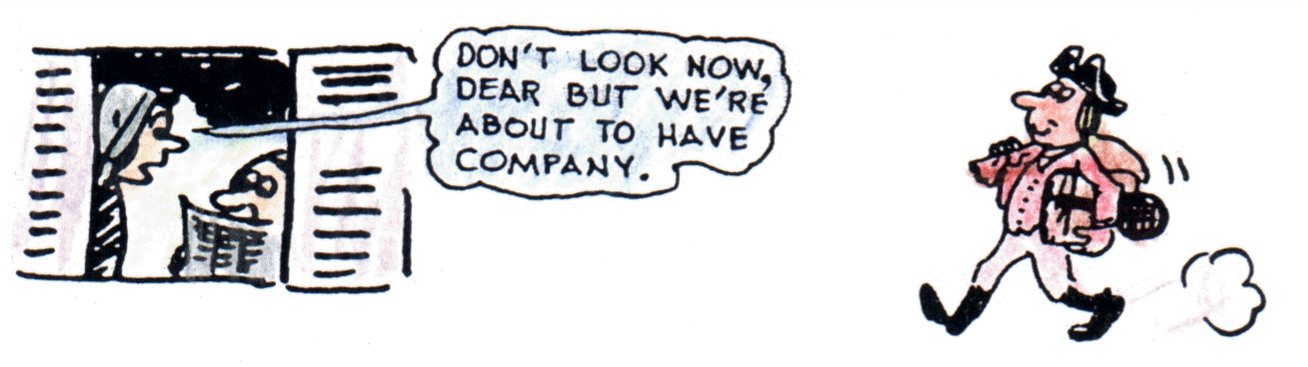 DON'T LOOK NOW,
DEAR BUT WE'RE
ABOUT TO HAVE
COMPANY.